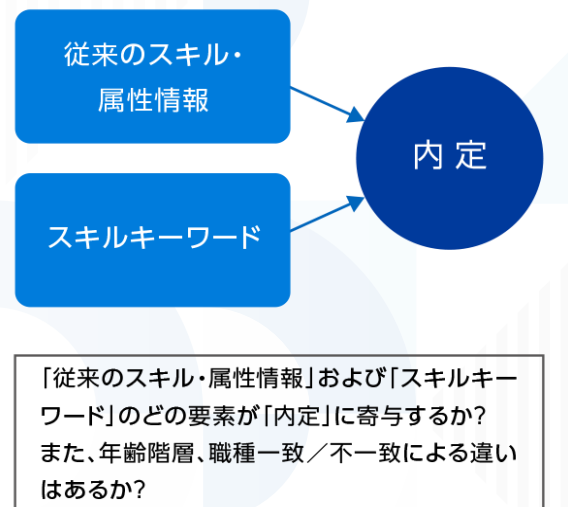 従来のスキル・
属性情報
内定
スキルキーワード
「従来のスキル・属性情報」および「スキルキー
ワード」のどの要素が「内定」に寄与するか?
また、年齢階層、職種一致／不一致による違い
はあるか?